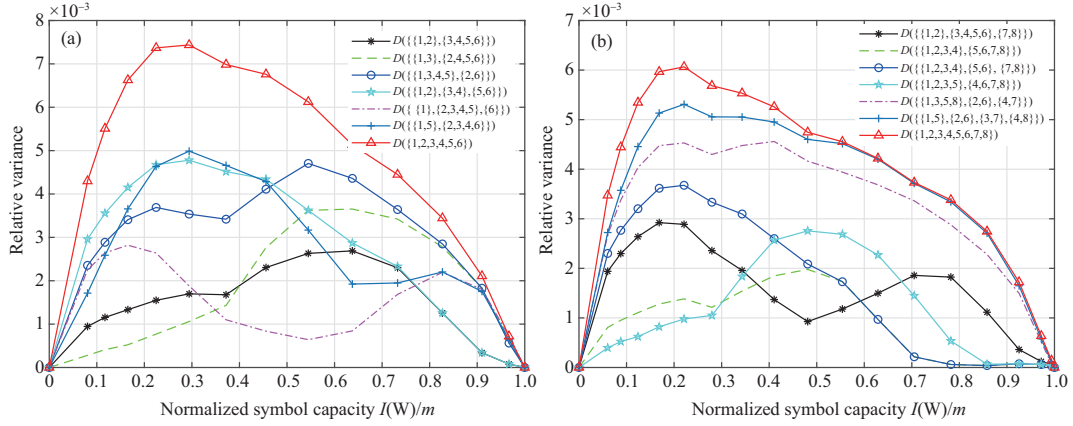 8 ×10⁻³
7
6
5
4
3
2
1
0
Relative variance
(a)
D({{1,2},{3,4,5,6}})
D({{1,3},{2,4,5,6}})
D({{1,3,4,5},{2,6}})
D({{1,2},{3,4},{5,6}})
D({ {1},{2,3,4,5},{6}})
D({{1,5},{2,3,4,6}})
D({1,2,3,4,5,6})
0 0.1 0.2 0.3 0.4 0.5 0.6 0.7 0.8 0.9 1.0
Normalized symbol capacity I(W)/m
7 ×10⁻³
6
5
4
3
2
1
0
Relative variance
(b)
D({{1,2},{3,4,5,6},{7,8})
D({{1,2,3,4},{5,6,7,8})
D({{1,2,3,4},{5,6}, {7,8})
D({{1,2,3,5},{4,6,7,8})
D({{1,3,5,8},{2,6},{4,7})
D({{1,5},{2,6},{3,7},{4,8})
D({1,2,3,4,5,6,7,8})
0 0.1 0.2 0.3 0.4 0.5 0.6 0.7 0.8 0.9 1.0
Normalized symbol capacity I(W)/m